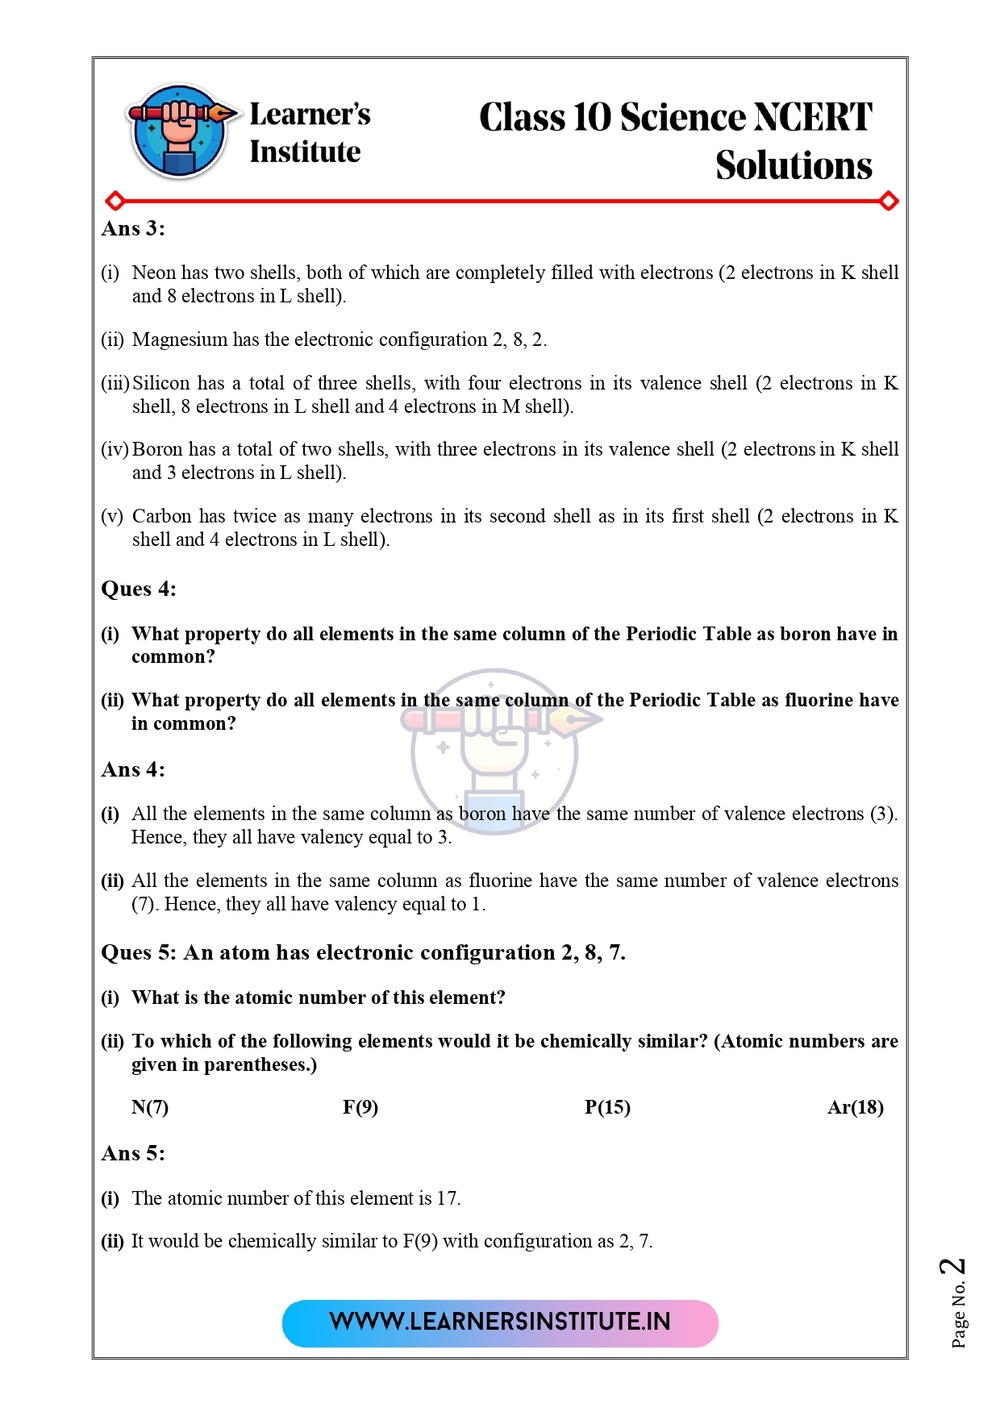 Learner's
Institute
Class 10 Science NCERT
Solutions
Ans 3:
(i) Neon has two shells, both of which are completely filled with electrons (2 electrons in K shell
and 8 electrons in L shell).
(ii) Magnesium has the electronic configuration 2, 8, 2.
(iii) Silicon has a total of three shells, with four electrons in its valence shell (2 electrons in K
shell, 8 electrons in L shell and 4 electrons in M shell).
(iv) Boron has a total of two shells, with three electrons in its valence shell (2 electrons in K shell
and 3 electrons in L shell).
(v) Carbon has twice as many electrons in its second shell as in its first shell (2 electrons in K
shell and 4 electrons in L shell).
Ques 4:
(i) What property do all elements in the same column of the Periodic Table as boron have in
common?
(ii) What property do all elements in the same column of the Periodic Table as fluorine have
in common?
Ans 4:
(i) All the elements in the same column as boron have the same number of valence electrons (3).
Hence, they all have valency equal to 3.
(ii) All the elements in the same column as fluorine have the same number of valence electrons
(7). Hence, they all have valency equal to 1.
Ques 5: An atom has electronic configuration 2, 8, 7.
(i) What is the atomic number of this element?
(ii) To which of the following elements would it be chemically similar? (Atomic numbers are
given in parentheses.)
N(7) F(9) P(15) Ar(18)
Ans 5:
(i) The atomic number of this element is 17.
(ii) It would be chemically similar to F(9) with configuration as 2, 7.
WWW.LEARNERSINSTITUTE.IN
Page No. 2